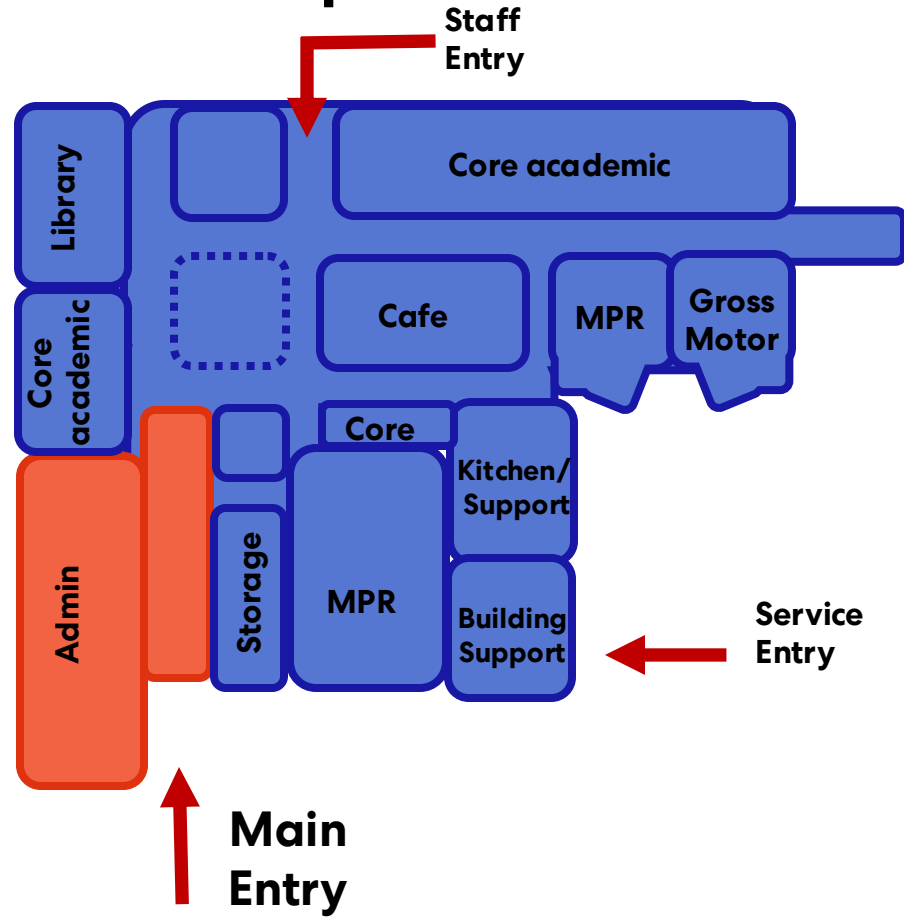 Staff
Entry
Core academic
Library
Cafe
MPR
Gross
Motor
Core
academic
Core
Kitchen/
Support
Admin
Storage
MPR
Building
Support
Service
Entry
Main
Entry